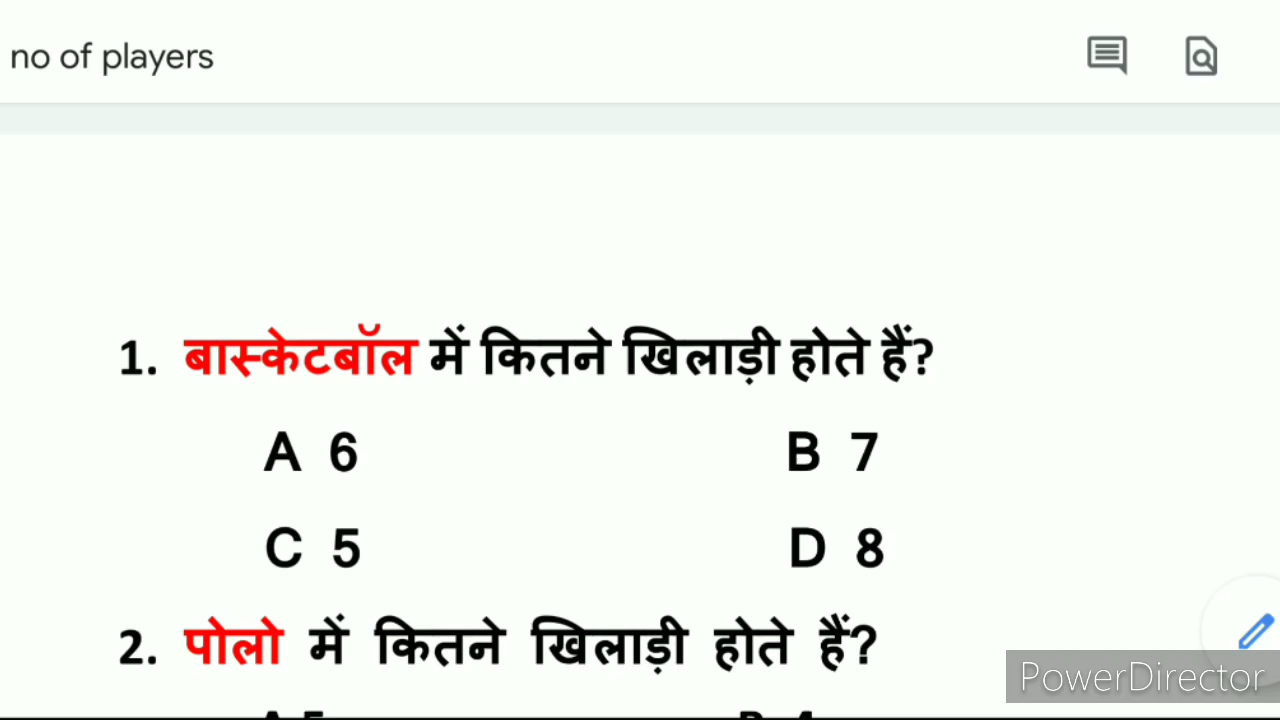 no of players
1. बास्केटबॉल में कितने खिलाड़ी होते हैं?
A 6 B 7
C 5 D 8
2. पोलो में कितने खिलाड़ी होते हैं?
PowerDirector